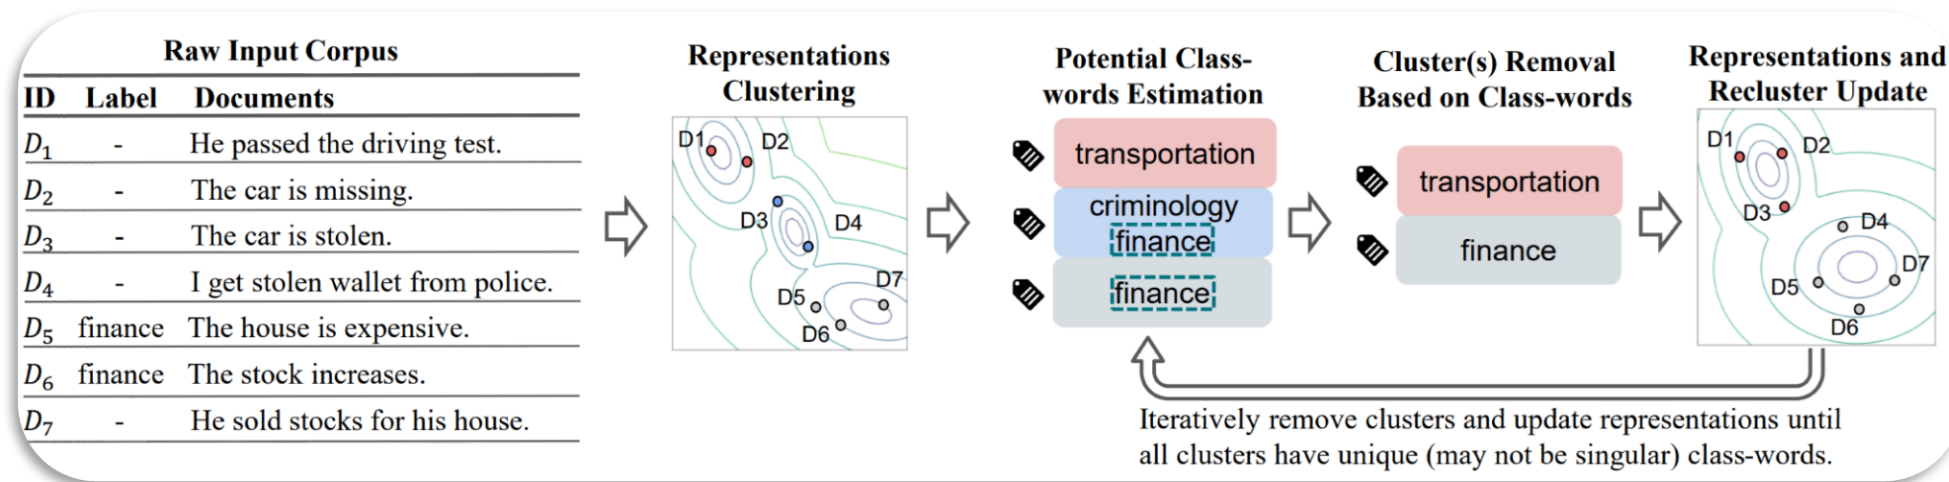 Raw Input Corpus
ID Label Documents
D1 - He passed the driving test.
D2 - The car is missing.
D3 - The car is stolen.
D4 - I get stolen wallet from police.
D5 finance The house is expensive.
D6 finance The stock increases.
D7 - He sold stocks for his house.
Representations
Clustering
D1
D2
D3
D4
D5
D7
D6
Potential Class-
words Estimation
transportation
criminology
finance
finance
Cluster(s) Removal
Based on Class-words
transportation
finance
Representations and
Recluster Update
D1
D2
D3
D4
D5
D7
D6
Iteratively remove clusters and update representations until
all clusters have unique (may not be singular) class-words.